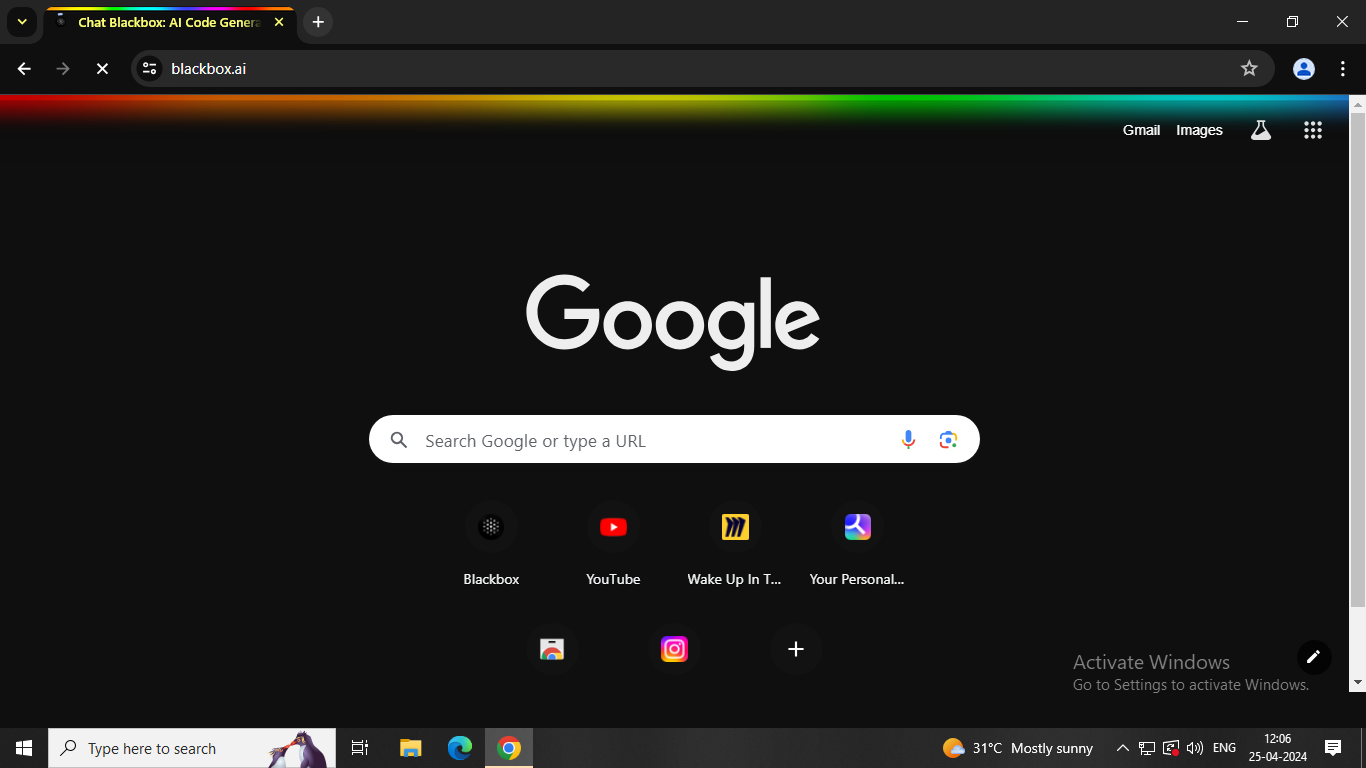 Chat Blackbox: AI Code Genera
blackbox.ai
Gmail Images
Google
Search Google or type a URL
Blackbox YouTube Wake Up In T... Your Personal...
Activate Windows
Go to Settings to activate Windows.
Type here to search
31°C Mostly sunny
ENG
12:06
25-04-2024